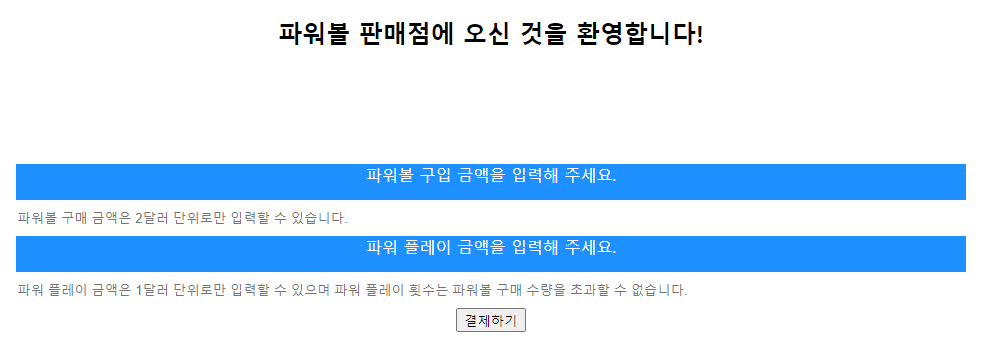 파워볼 판매점에 오신 것을 환영합니다!
파워볼 구입 금액을 입력해 주세요.
파워볼 구매 금액은 2달러 단위로만 입력할 수 있습니다.
파워 플레이 금액을 입력해 주세요.
파워 플레이 금액은 1달러 단위로만 입력할 수 있으며 파워 플레이 횟수는 파워볼 구매 수량을 초과할 수 없습니다.
결제하기